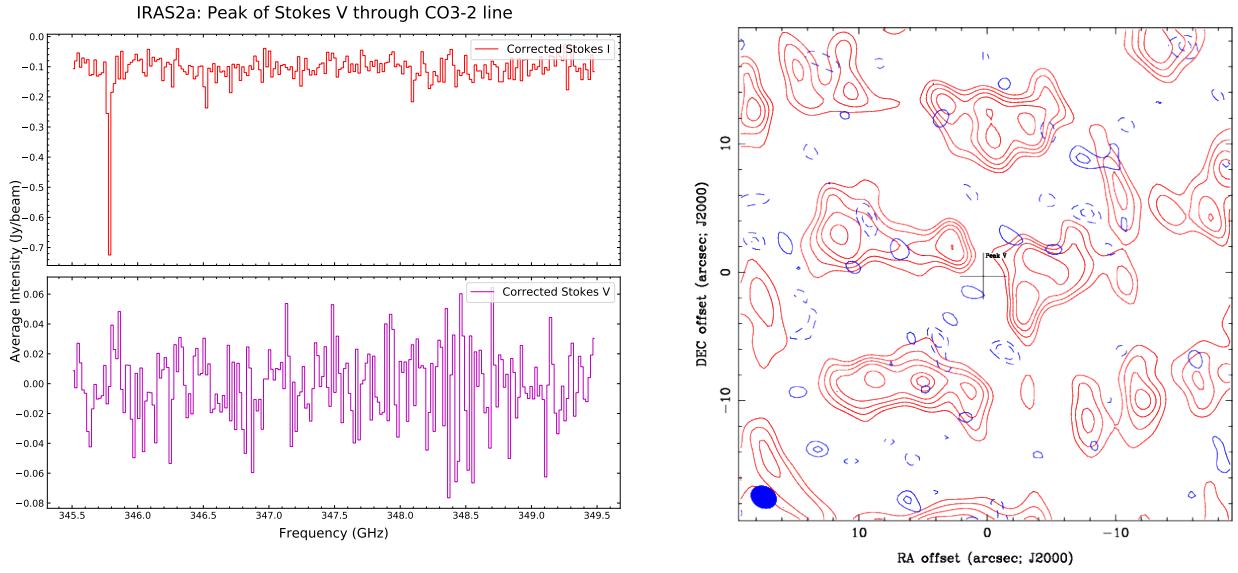 IRAS2a: Peak of Stokes V through CO3-2 line
Average Intensity (Jy/beam)
0.0
−0.1
−0.2
−0.3
−0.4
−0.5
−0.6
−0.7
Corrected Stokes I
0.06
0.04
0.02
0.00
−0.02
−0.04
−0.06
−0.08
Corrected Stokes V
345.5 346.0 346.5 347.0 347.5 348.0 348.5 349.0 349.5
Frequency (GHz)
DEC offset (arcsec; J2000)
10
0
−10
Peak V
10 0 −10
RA offset (arcsec; J2000)